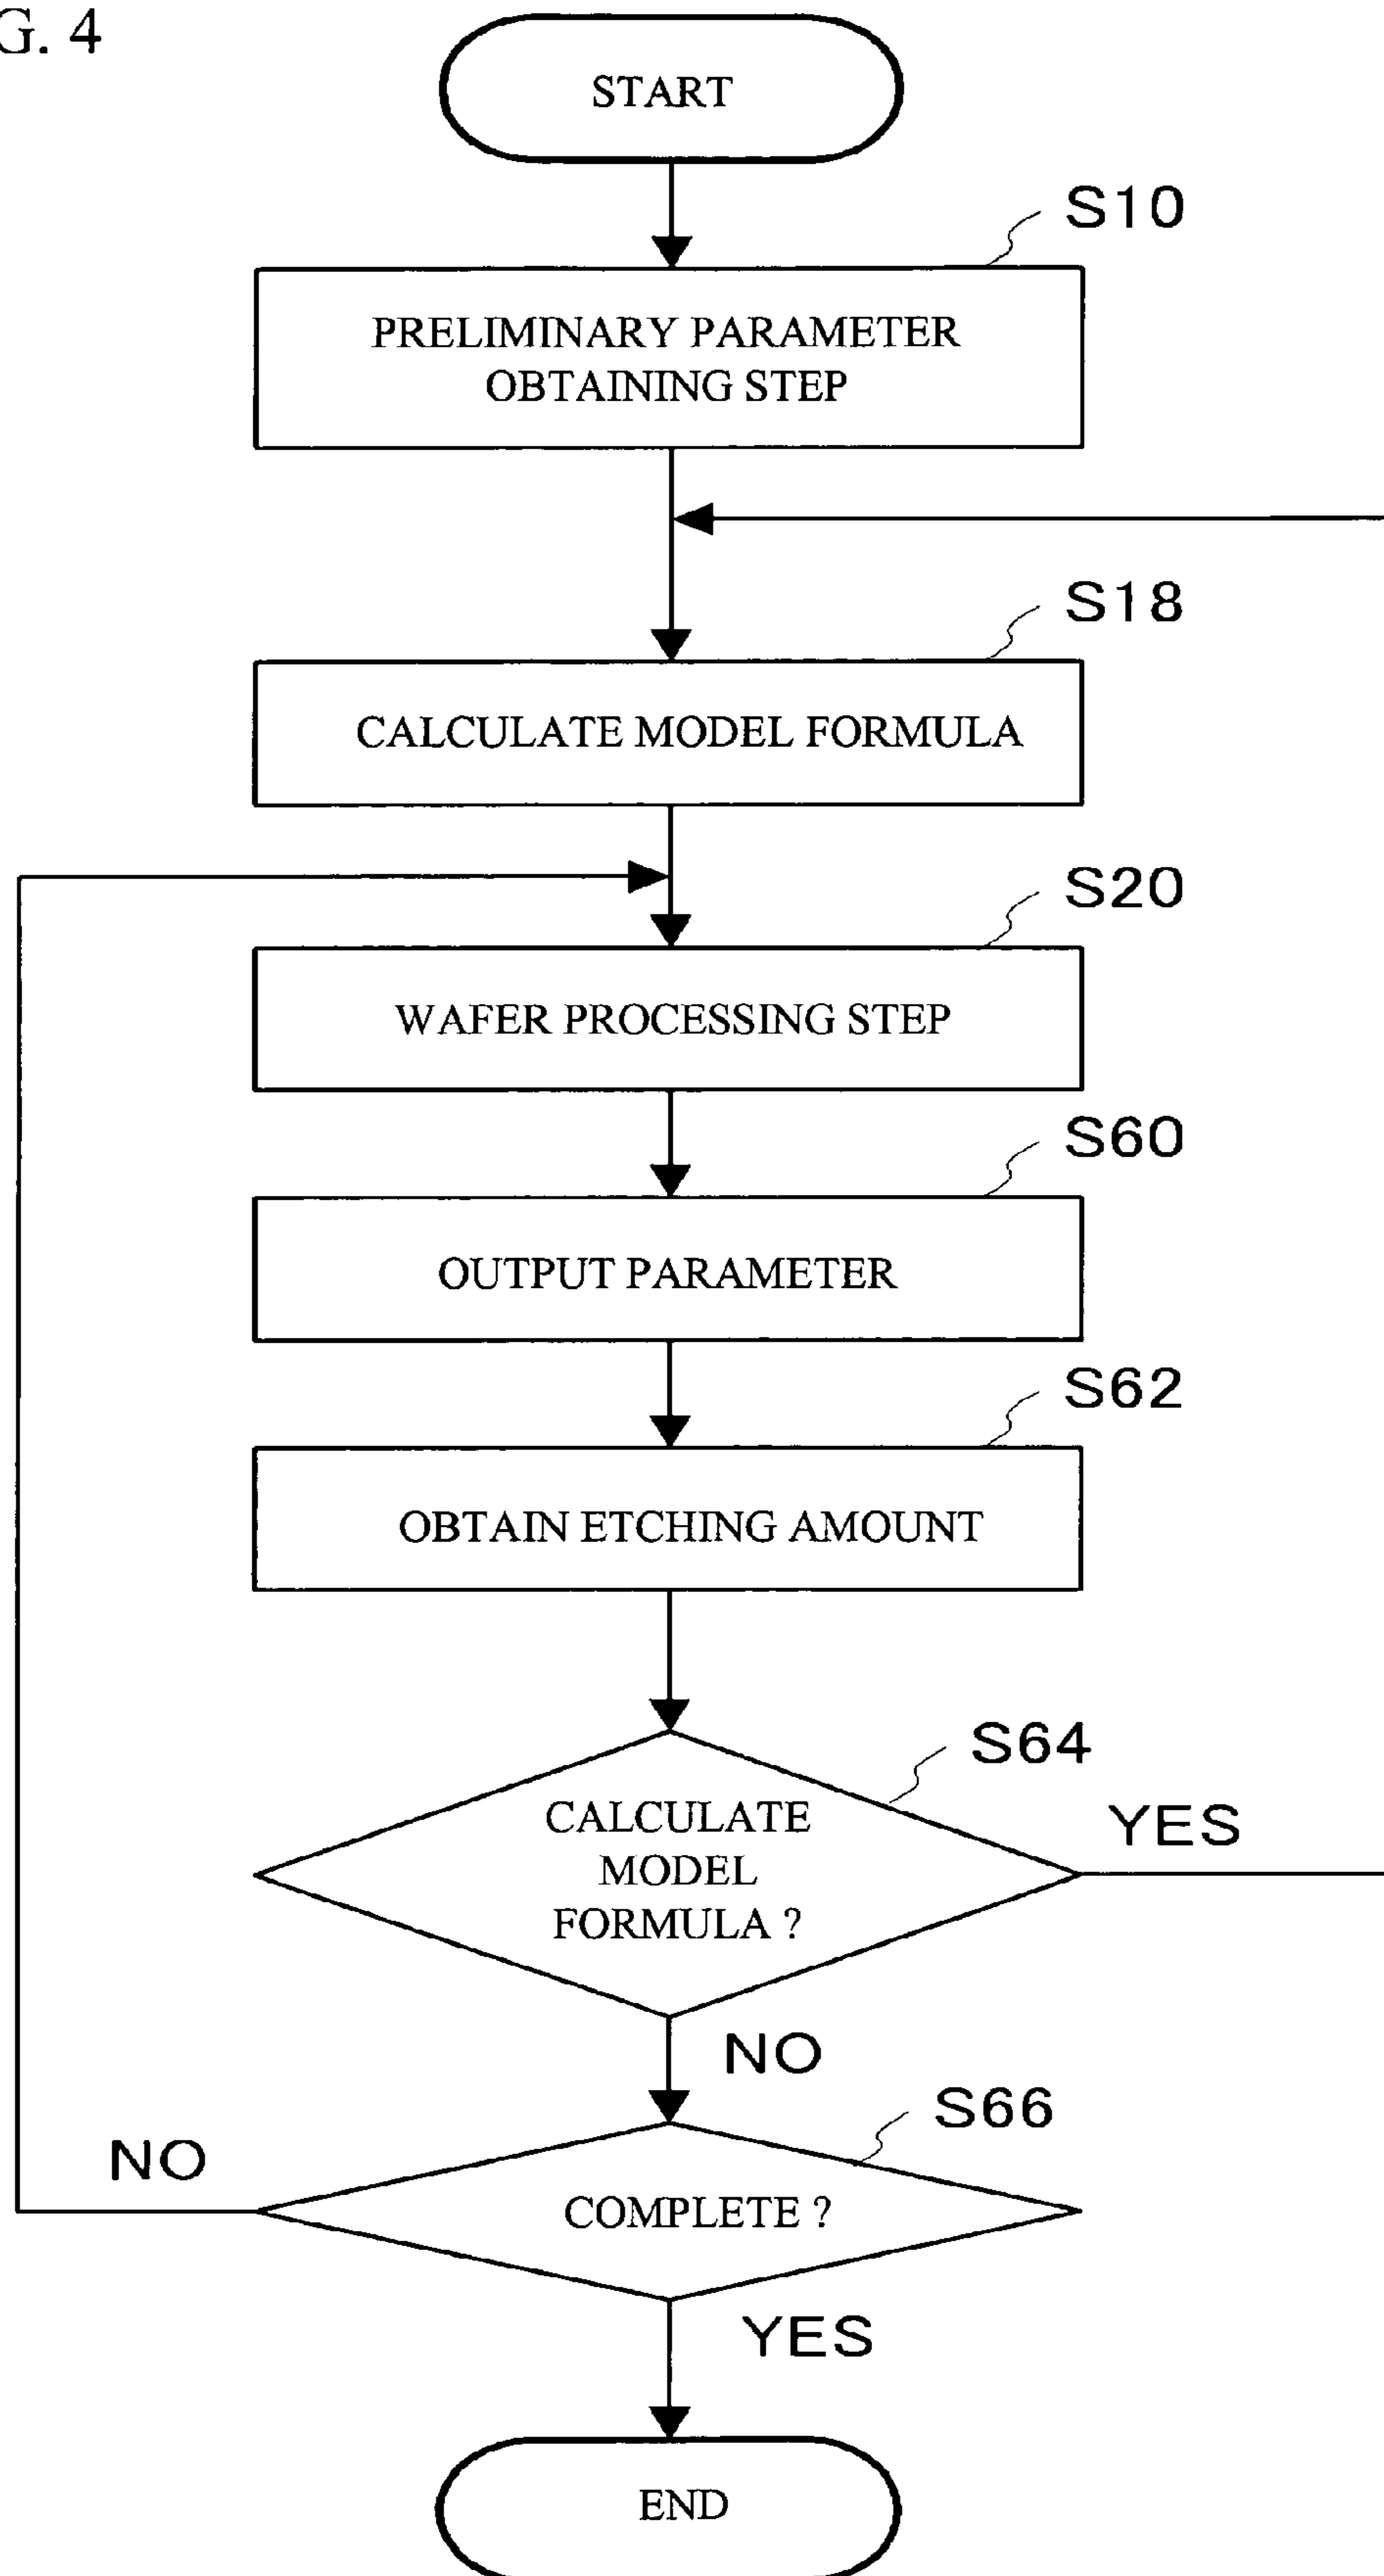 G. 4
START
S10
PRELIMINARY PARAMETER
OBTAINING STEP
S18
CALCULATE MODEL FORMULA
S20
WAFER PROCESSING STEP
S60
OUTPUT PARAMETER
S62
OBTAIN ETCHING AMOUNT
S64
CALCULATE
MODEL
FORMULA ?
YES
NO
S66
NO
COMPLETE ?
YES
END